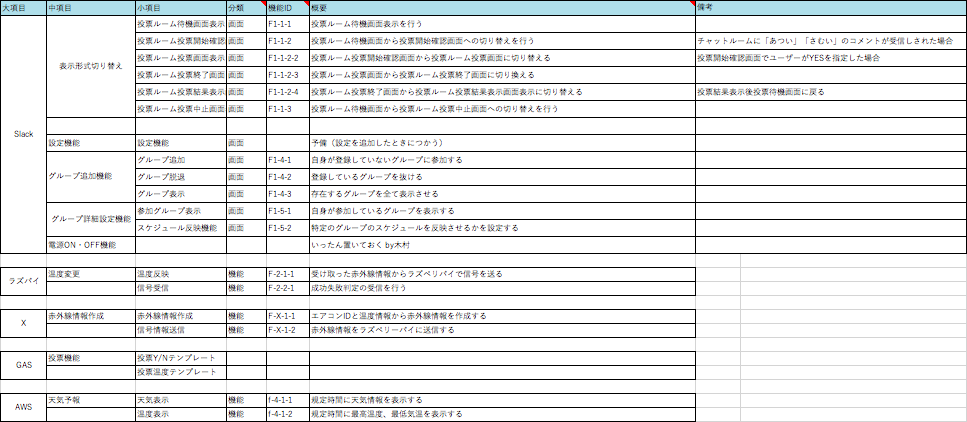 大項目 中項目 小項目 分類 機能ID 概要 備考
Slack 表示形式切り替え 投票ルーム待機画面表示 画面 F1-1-1 投票ルーム待機画面表示を行う
投票ルーム投票開始確認 画面 F1-1-2 投票ルーム待機画面から投票開始確認画面への切り替えを行う チャットルームに「あつい」「さむい」のコメントが受信しされた場合
投票ルーム投票画面表示 画面 F1-1-2-2 投票ルーム投票開始確認画面から投票ルーム投票画面に切り替える 投票開始確認画面でユーザーがYESを指定した場合
投票ルーム投票終了画面 画面 F1-1-2-3 投票ルーム投票画面から投票ルーム投票終了画面に切り換える
投票ルーム投票結果表示 画面 F1-1-2-4 投票ルーム投票終了画面から投票ルーム投票結果表示画面表示に切り替える 投票結果表示後投票待機画面に戻る
投票ルーム投票中止画面 画面 F1-1-3 投票ルーム待機画面から投票ルーム投票中止画面への切り替えを行う
設定機能 設定機能 画面 予備（設定を追加したときにつかう）
グループ追加機能 グループ追加 画面 F1-4-1 自身が登録していないグループに参加する
グループ脱退 画面 F1-4-2 登録しているグループを抜ける
グループ表示 画面 F1-4-3 存在するグループを全て表示させる
グループ詳細設定機能 参加グループ表示 画面 F1-5-1 自身が参加しているグループを表示する
スケジュール反映機能 画面 F1-5-2 特定のグループのスケジュールを反映させるかを設定する
電源ON・OFF機能 いったん置いておく by木村
ラズパイ 温度変更 温度反映 機能 F-2-1-1 受け取った赤外線情報からラズベリパイで信号を送る
信号受信 機能 F-2-2-1 成功失敗判定の受信を行う
X 赤外線情報作成 赤外線情報作成 機能 F-X-1-1 エアコンIDと温度情報から赤外線情報を作成する
信号情報送信 機能 F-X-1-2 赤外線情報をラズベリーパイに送信する
GAS 投票機能 投票Y/Nテンプレート
投票温度テンプレート
AWS 天気予報 天気表示 機能 f-4-1-1 規定時間に天気情報を表示する
温度表示 機能 f-4-1-2 規定時間に最高温度、最低気温を表示する